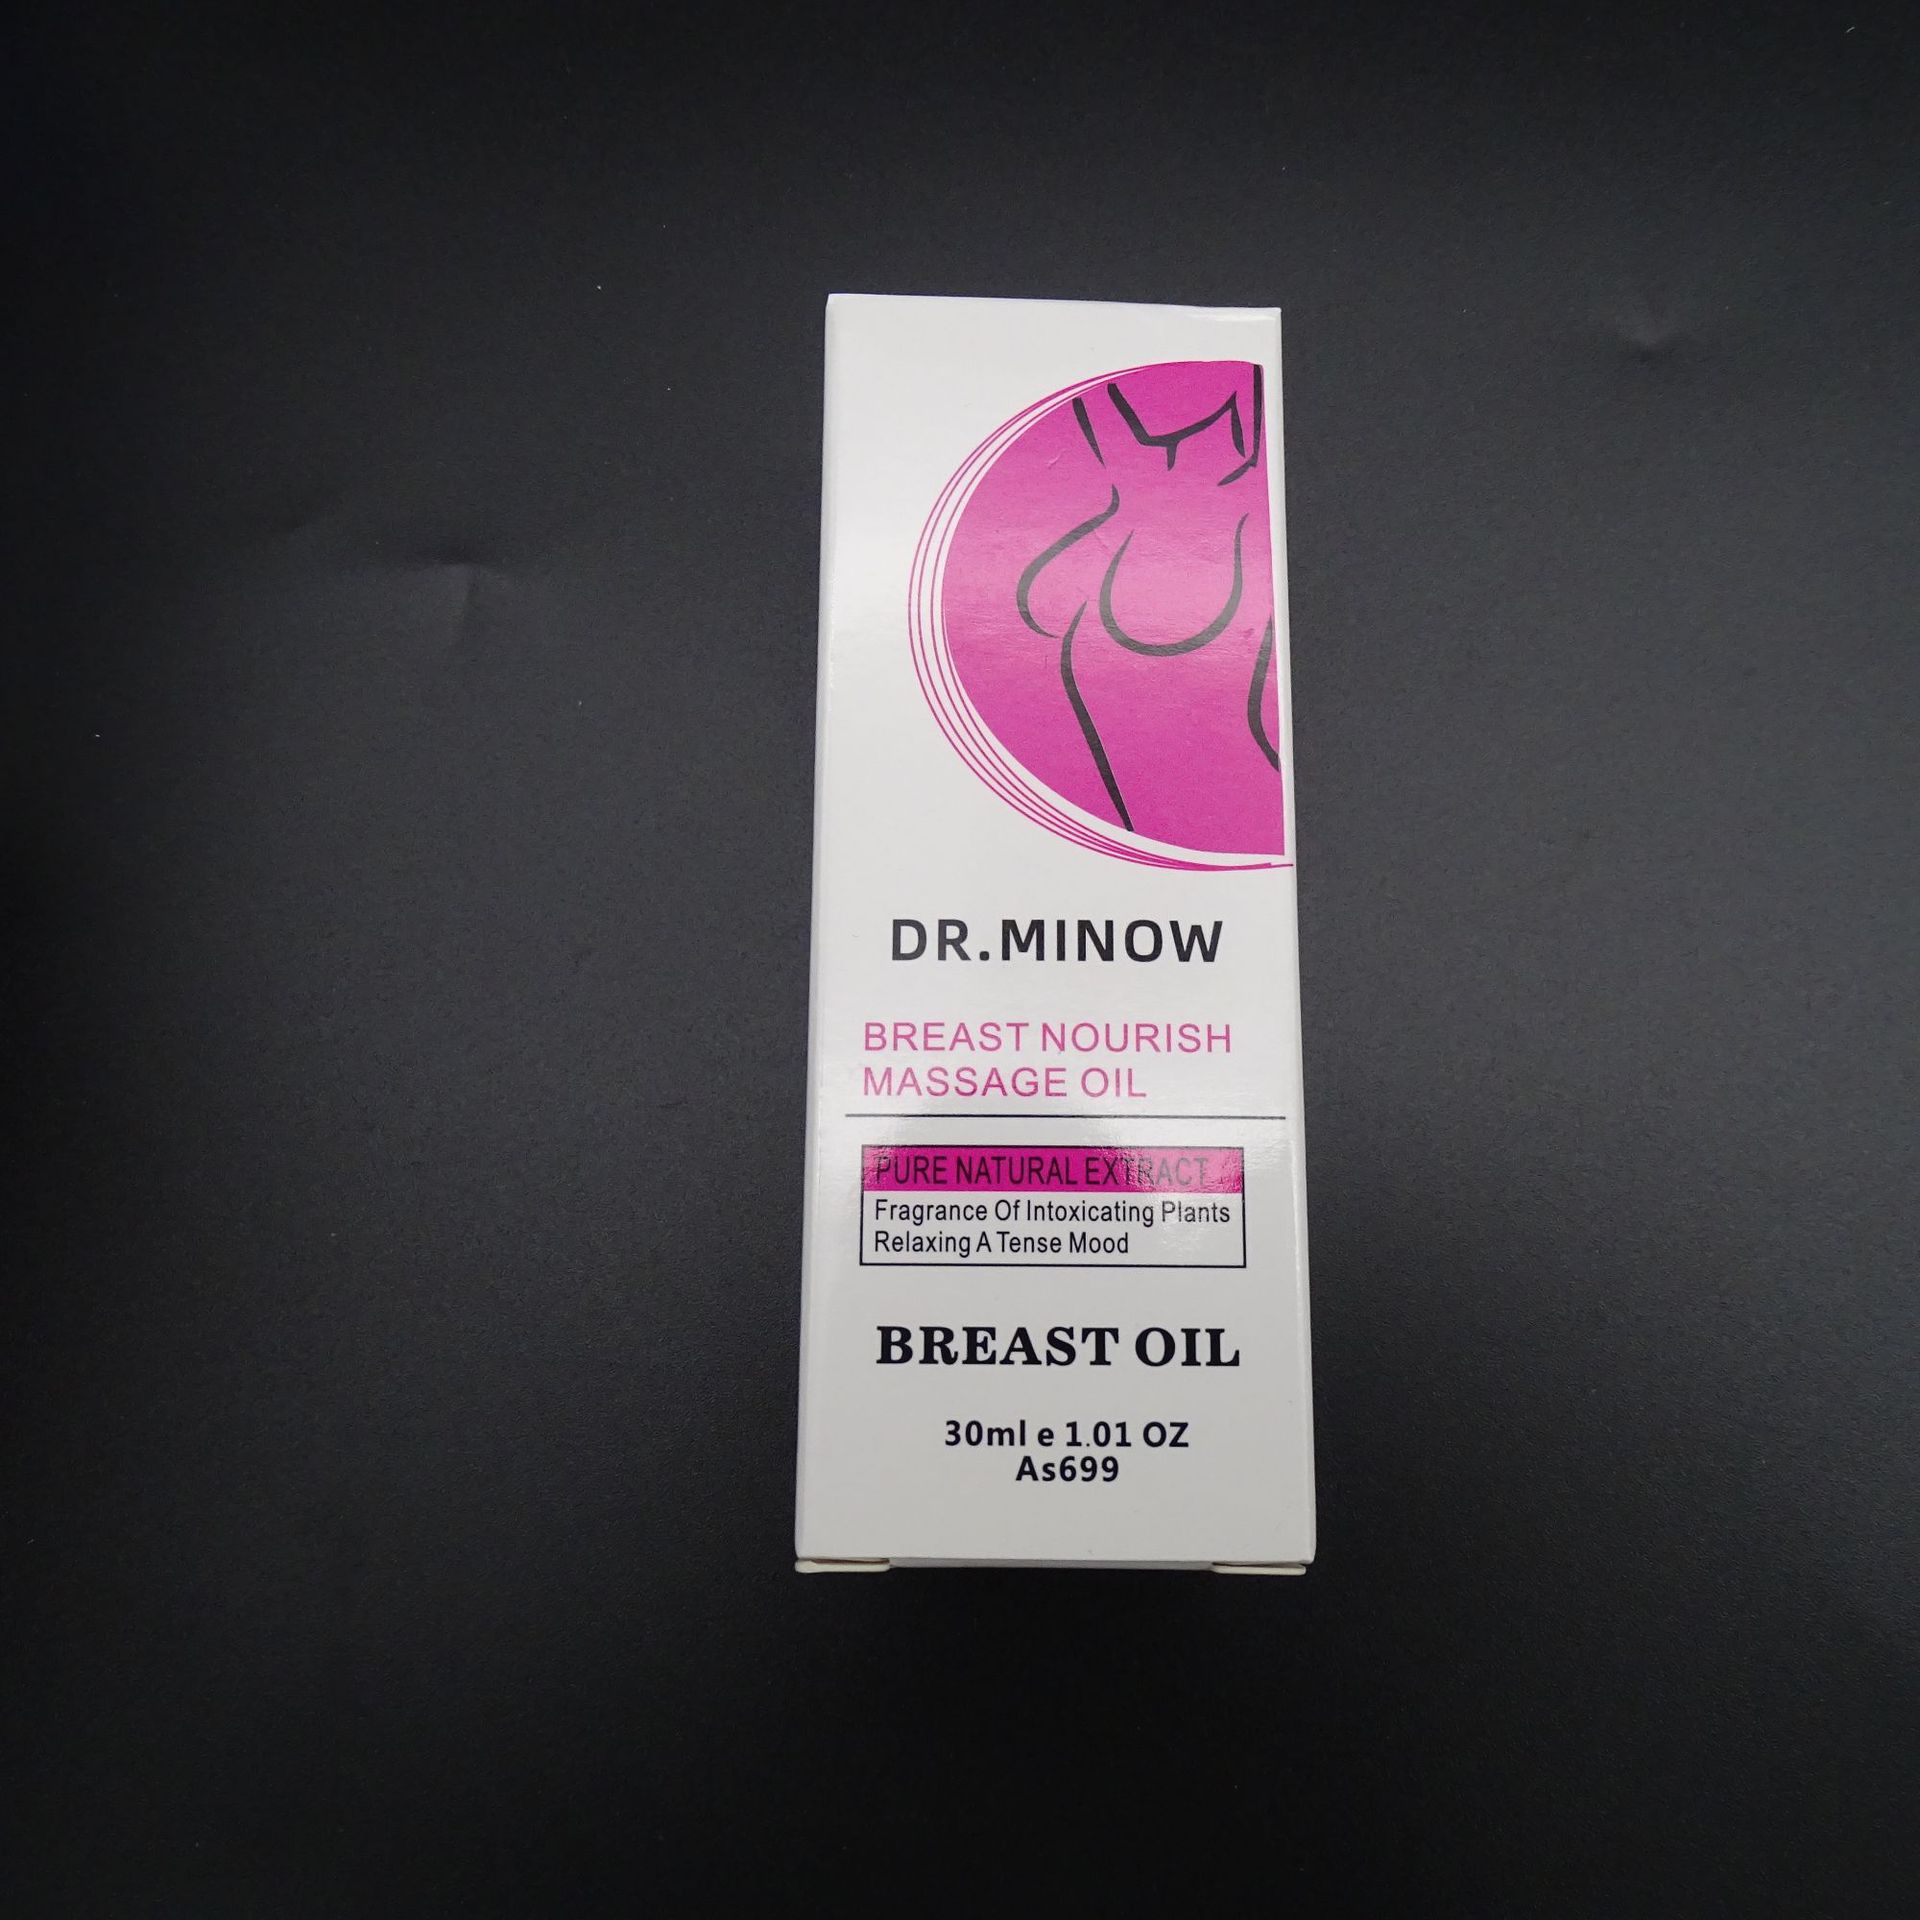 DR.MINOW
BREAST NOURISH
MASSAGE OIL
PURE NATURAL EXTRACT
Fragrance Of Intoxicating Plants
Relaxing A Tense Mood
BREAST OIL
30ml e 1.01 OZ
As699